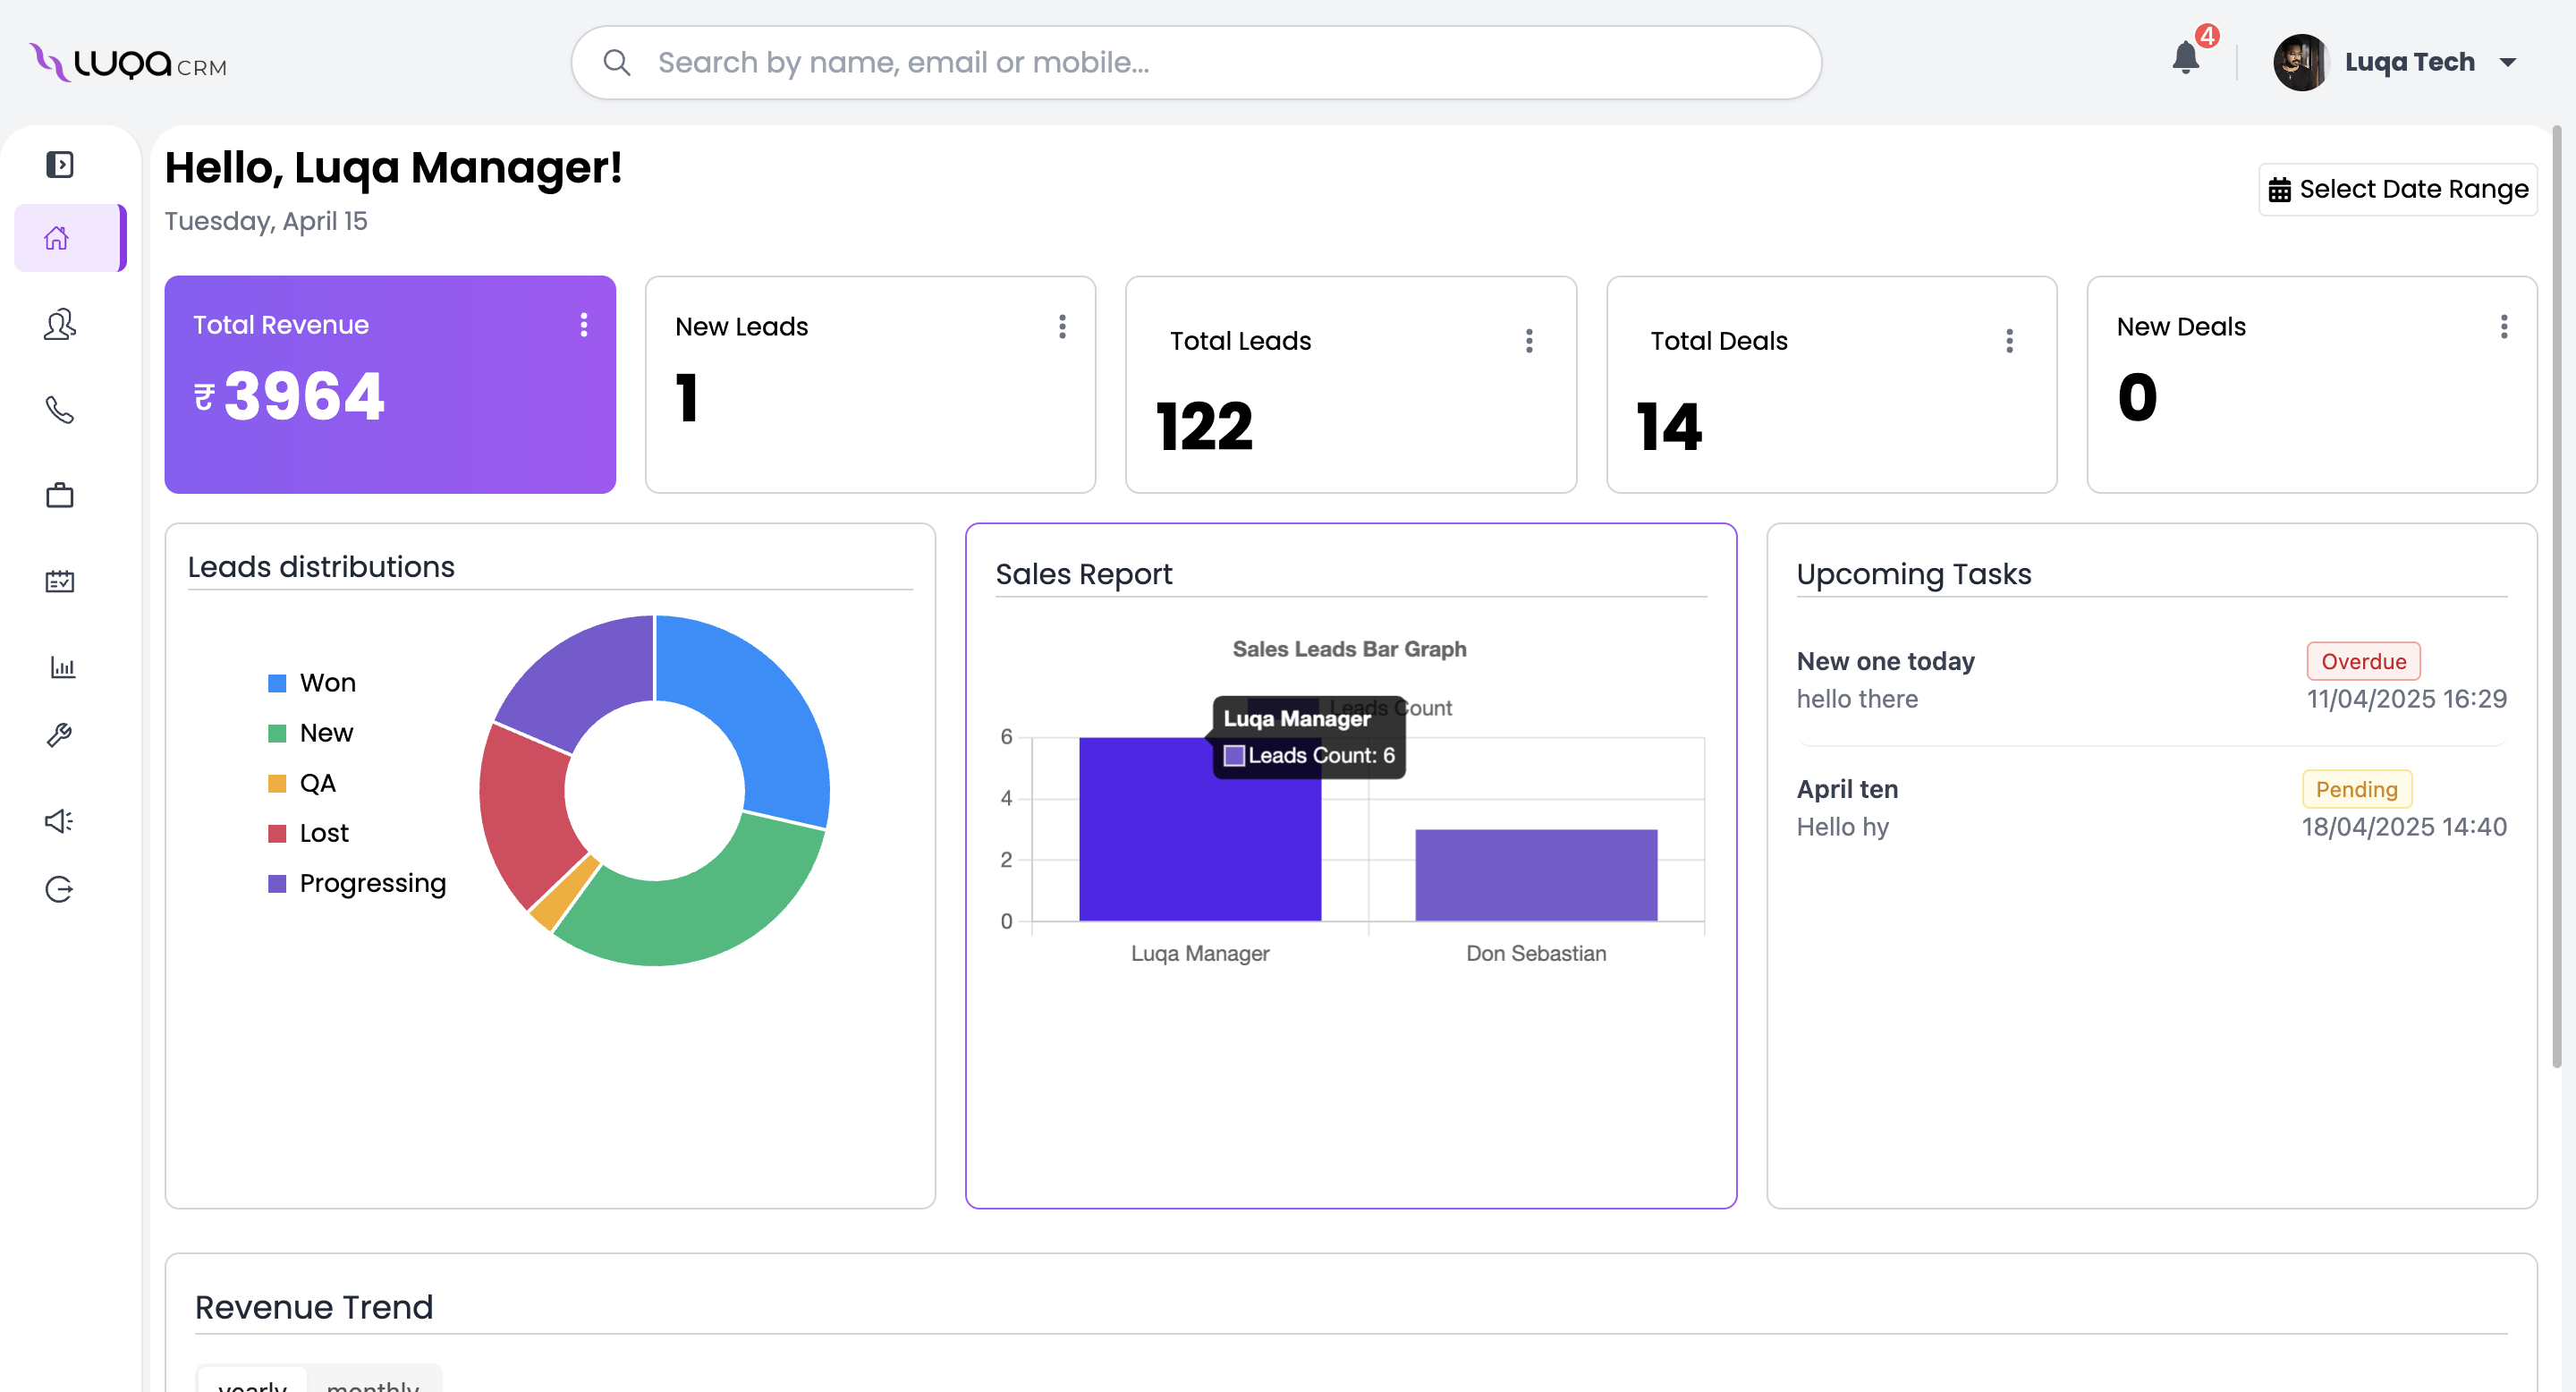 LUQA CRM
Search by name, email or mobile...
4
Luqa Tech
Hello, Luqa Manager!
Tuesday, April 15
Select Date Range
Total Revenue
₹ 3964
New Leads
1
Total Leads
122
Total Deals
14
New Deals
0
Leads distributions
Won
New
QA
Lost
Progressing
Sales Report
Sales Leads Bar Graph
Leads Count
Luqa Manager
Leads Count: 6
6
4
2
0
Luqa Manager
Don Sebastian
Upcoming Tasks
New one today
Overdue
hello there
11/04/2025 16:29
April ten
Pending
Hello hy
18/04/2025 14:40
Revenue Trend
yearly
monthly